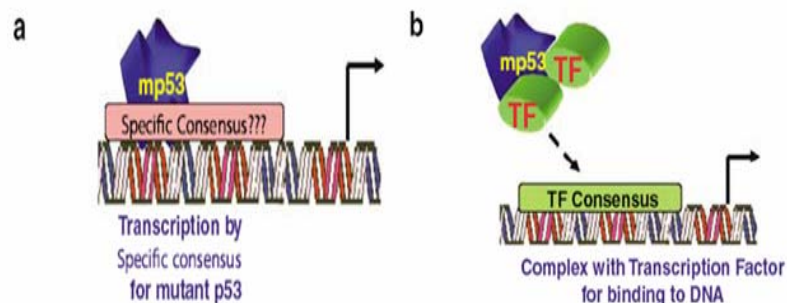 a
mp53
Specific Consensus???
Transcription by
Specific consensus
for mutant p53
b
mp53
TF
TF
TF Consensus
Complex with Transcription Factor
for binding to DNA